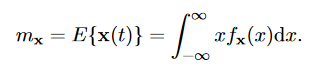 m_𝐱 = E{𝐱(t)} = ∫_{-∞}^{∞} x f_𝐱(x)dx.